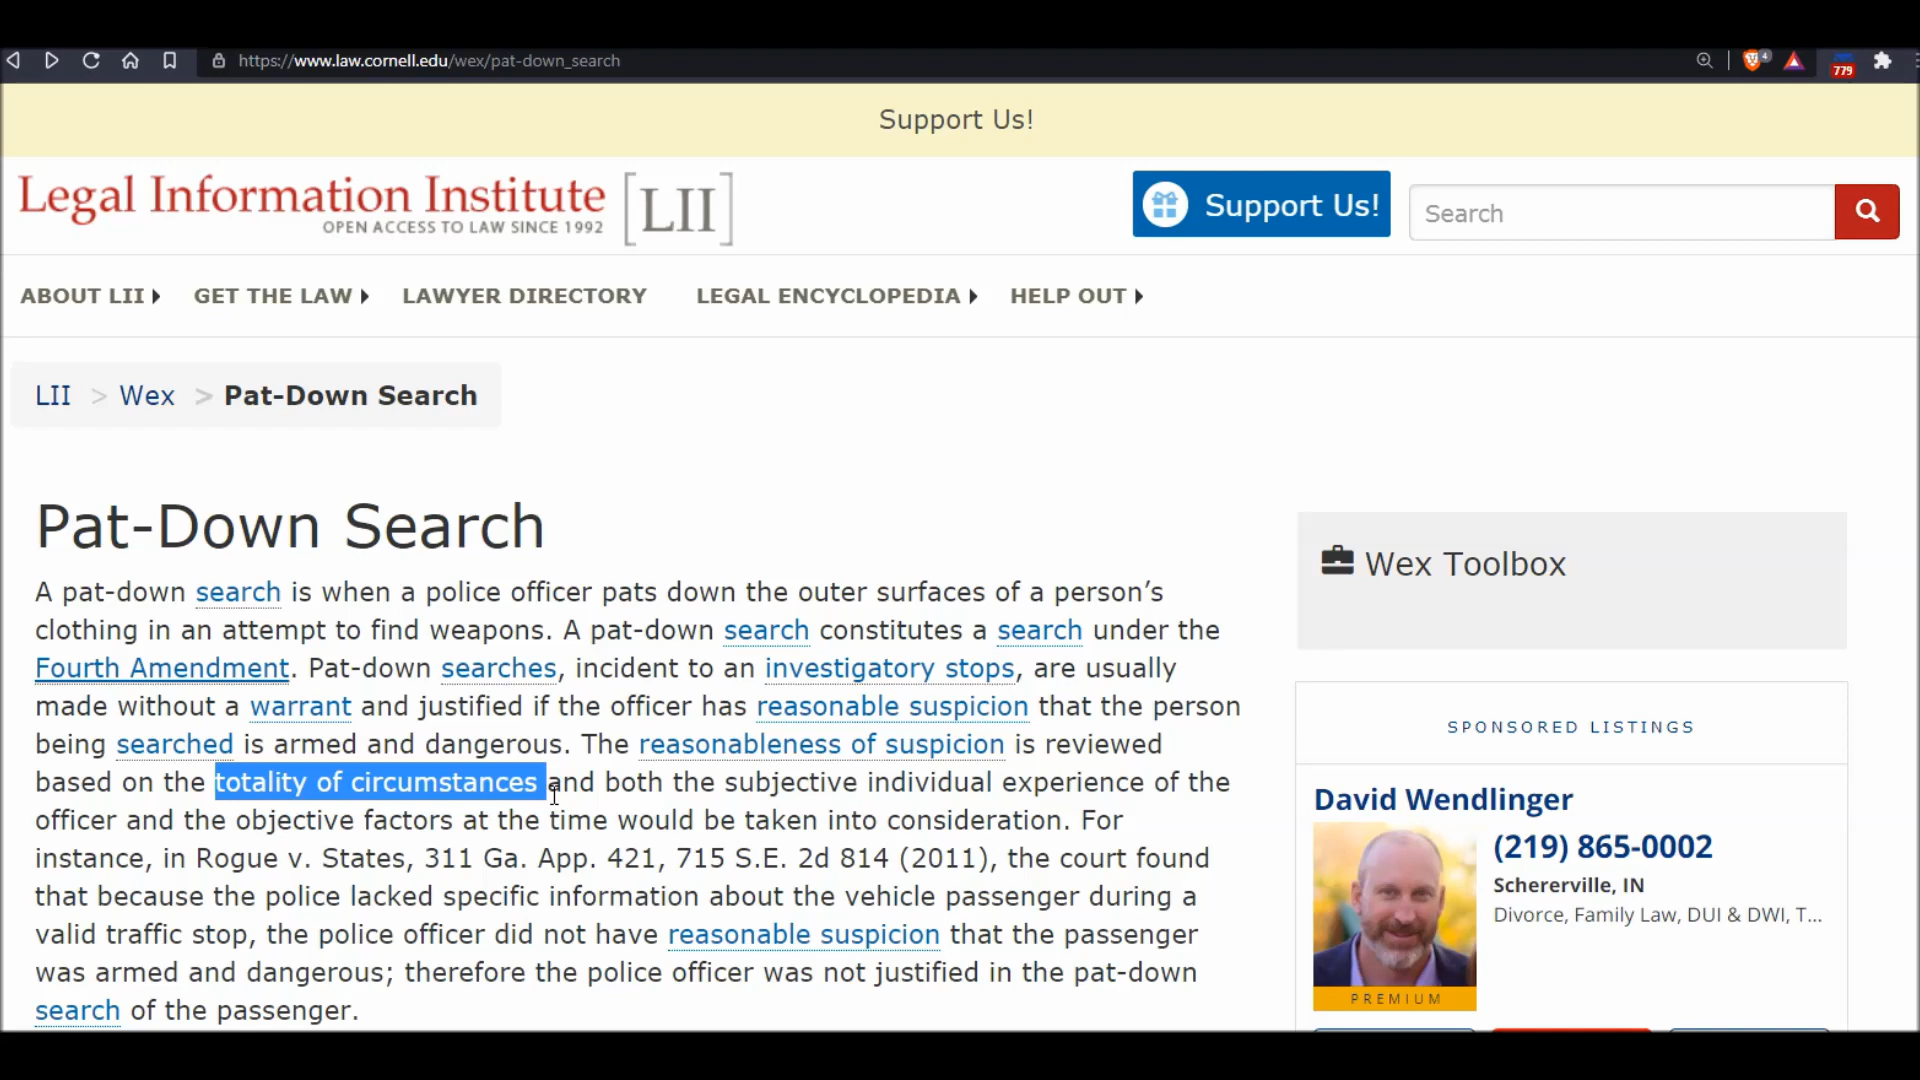 https://www.law.cornell.edu/wex/pat-down_search
4
779
Support Us!
Legal Information Institute [LII]
OPEN ACCESS TO LAW SINCE 1992
Support Us!
Search
ABOUT LII
GET THE LAW
LAWYER DIRECTORY
LEGAL ENCYCLOPEDIA
HELP OUT
LII > Wex > Pat-Down Search
Pat-Down Search
A pat-down search is when a police officer pats down the outer surfaces of a person’s
clothing in an attempt to find weapons. A pat-down search constitutes a search under the
Fourth Amendment. Pat-down searches, incident to an investigatory stops, are usually
made without a warrant and justified if the officer has reasonable suspicion that the person
being searched is armed and dangerous. The reasonableness of suspicion is reviewed
based on the totality of circumstances and both the subjective individual experience of the
officer and the objective factors at the time would be taken into consideration. For
instance, in Rogue v. States, 311 Ga. App. 421, 715 S.E. 2d 814 (2011), the court found
that because the police lacked specific information about the vehicle passenger during a
valid traffic stop, the police officer did not have reasonable suspicion that the passenger
was armed and dangerous; therefore the police officer was not justified in the pat-down
search of the passenger.
Wex Toolbox
SPONSORED LISTINGS
David Wendlinger
(219) 865-0002
Schererville, IN
Divorce, Family Law, DUI & DWI, T...
PREMIUM